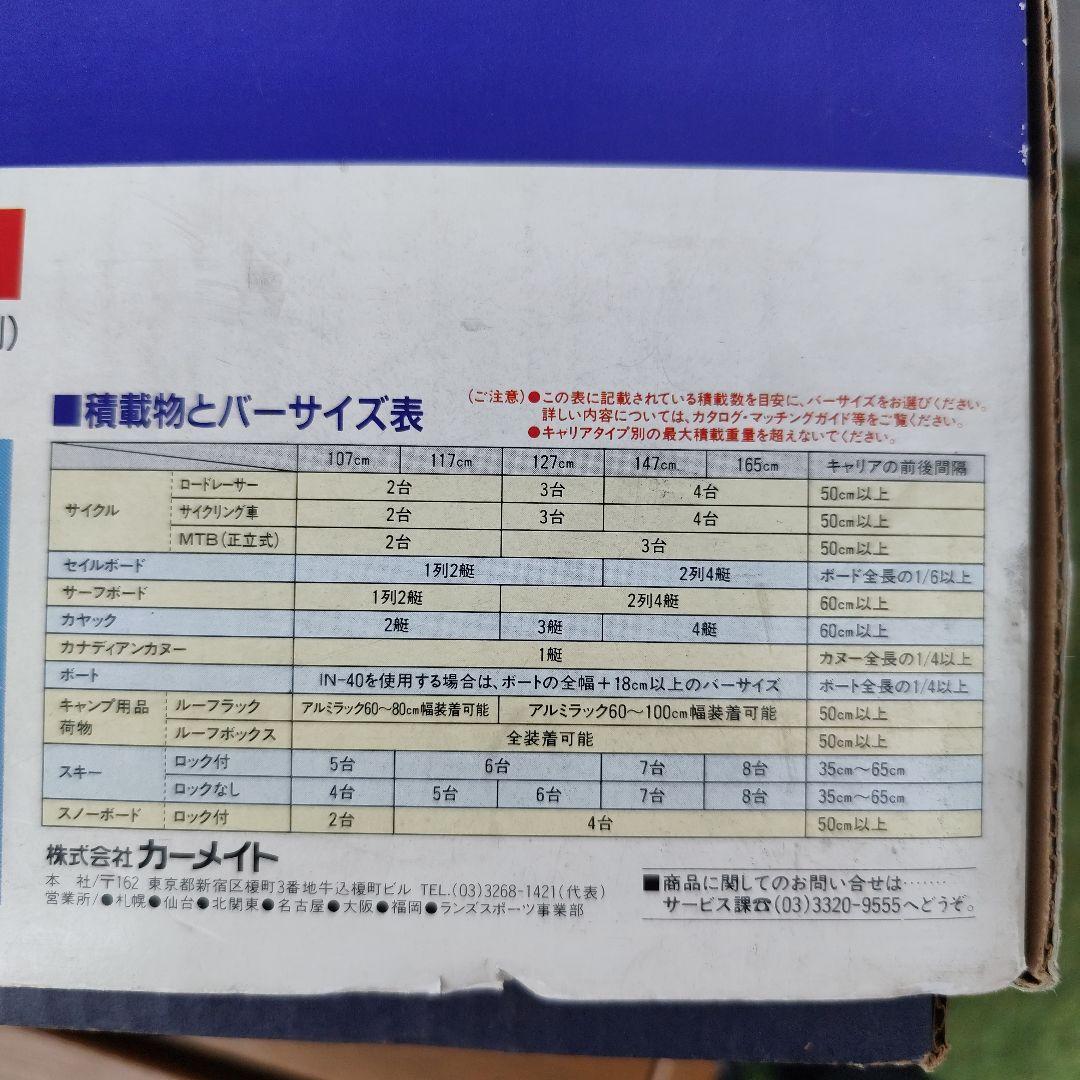 ■積載物とバーサイズ表
(ご注意)●この表に記載されている積載数を目安に、バーサイズをお選びください。
詳しい内容については、カタログ・マッチングガイド等をご覧ください。
●キャリアタイプ別の最大積載重量を超えないでください。
107cm 117cm 127cm 147cm 165cm キャリアの前後間隔
サイクル ロードレーサー 2台 3台 4台 50cm以上
サイクリング車 2台 3台 4台 50cm以上
MTB(正立式) 2台 3台 50cm以上
セイルボード 1列2艇 2列4艇 ボード全長の1/6以上
サーフボード 1列2艇 2列4艇 60cm以上
カヤック 2艇 3艇 4艇 60cm以上
カナディアンカヌー 1艇 カヌー全長の1/4以上
ボート IN-40を使用する場合は、ボートの全幅+18cm以上のバーサイズ ボート全長の1/4以上
キャンプ用品 荷物 ルーフラック アルミラック60〜80cm幅装着可能 アルミラック60〜100cm幅装着可能 50cm以上
ルーフボックス 全装着可能 50cm以上
スキー ロック付 5台 6台 7台 8台 35cm〜65cm
ロックなし 4台 5台 6台 7台 8台 35cm〜65cm
スノーボード ロック付 2台 4台 50cm以上
株式会社 カーメイト
本 社/〒162 東京都新宿区榎町3番地牛込榎町ビル TEL.(03)3268-1421(代表)
営業所/●札幌●仙台●北関東●名古屋●大阪●福岡●ランズスポーツ事業部
■商品に関してのお問い合せは……
サービス課☎(03)3320-9555へどうぞ。